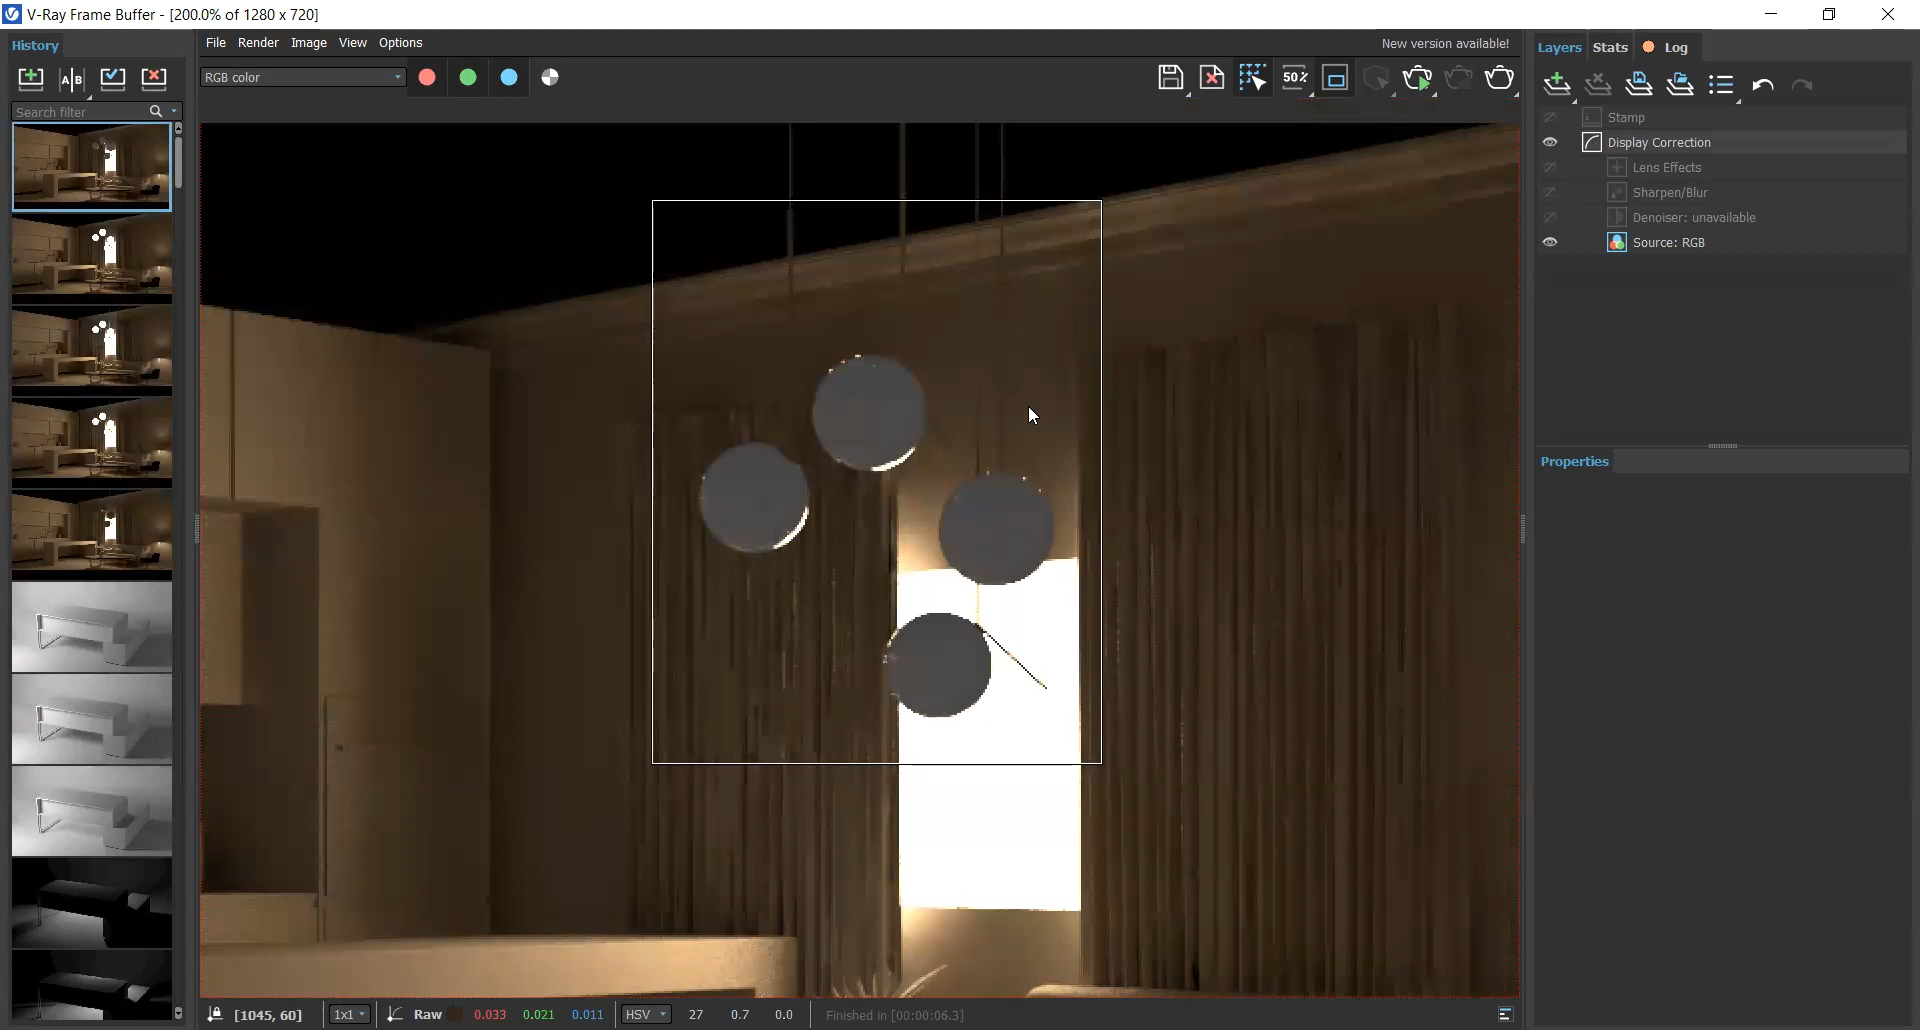 V-Ray Frame Buffer - [200.0% of 1280 x 720]
History
File Render Image View Options
New version available!
Layers Stats Log
A B
RGB color
50%
Search filter
Stamp
Display Correction
Lens Effects
Sharpen/Blur
Denoiser: unavailable
Source: RGB
Properties
[1045, 60]
1x1
Raw 0.033 0.021 0.011
HSV 27 0.7 0.0
Finished in [00:00:06.3]